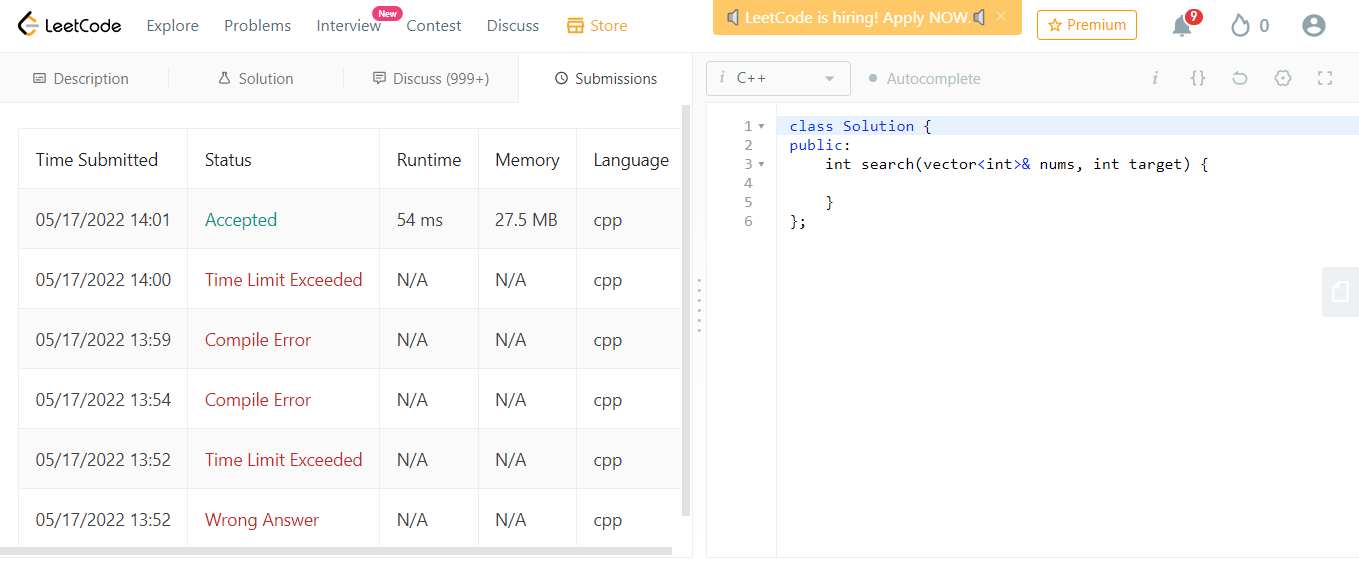 LeetCode Explore Problems Interview New Contest Discuss Store LeetCode is hiring! Apply NOW. × Premium 9 0
Description Solution Discuss (999+) Submissions
i C++ Autocomplete i {}
Time Submitted Status Runtime Memory Language
05/17/2022 14:01 Accepted 54 ms 27.5 MB cpp
05/17/2022 14:00 Time Limit Exceeded N/A N/A cpp
05/17/2022 13:59 Compile Error N/A N/A cpp
05/17/2022 13:54 Compile Error N/A N/A cpp
05/17/2022 13:52 Time Limit Exceeded N/A N/A cpp
05/17/2022 13:52 Wrong Answer N/A N/A cpp
1 class Solution {
2 public:
3     int search(vector<int>& nums, int target) {
4
5     }
6 };